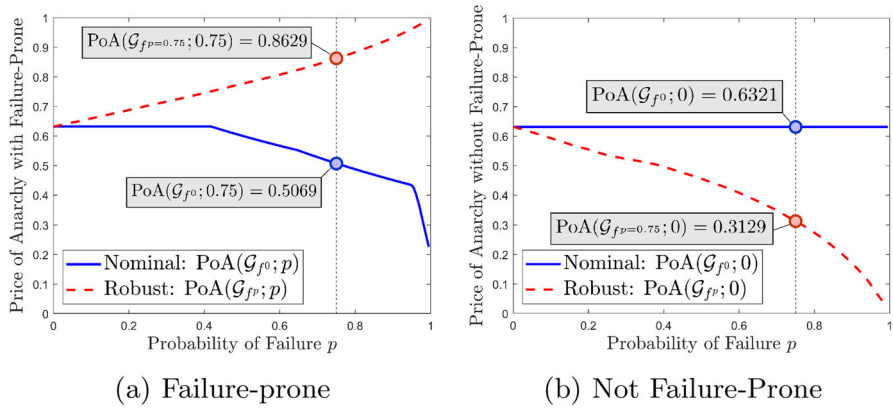 Price of Anarchy with Failure-Prone
1
0.9
0.8
0.7
0.6
0.5
0.4
0.3
0.2
0.1
0
PoA(𝒢_{f^{p=0.75}}; 0.75) = 0.8629
PoA(𝒢_{f^0}; 0.75) = 0.5069
Nominal: PoA(𝒢_{f^0}; p)
Robust: PoA(𝒢_{f^p}; p)
0 0.2 0.4 0.6 0.8 1
Probability of Failure p
(a) Failure-prone
Price of Anarchy without Failure-Prone
1
0.9
0.8
0.7
0.6
0.5
0.4
0.3
0.2
0.1
0
PoA(𝒢_{f^0}; 0) = 0.6321
PoA(𝒢_{f^{p=0.75}}; 0) = 0.3129
Nominal: PoA(𝒢_{f^0}; 0)
Robust: PoA(𝒢_{f^p}; 0)
0 0.2 0.4 0.6 0.8 1
Probability of Failure p
(b) Not Failure-Prone